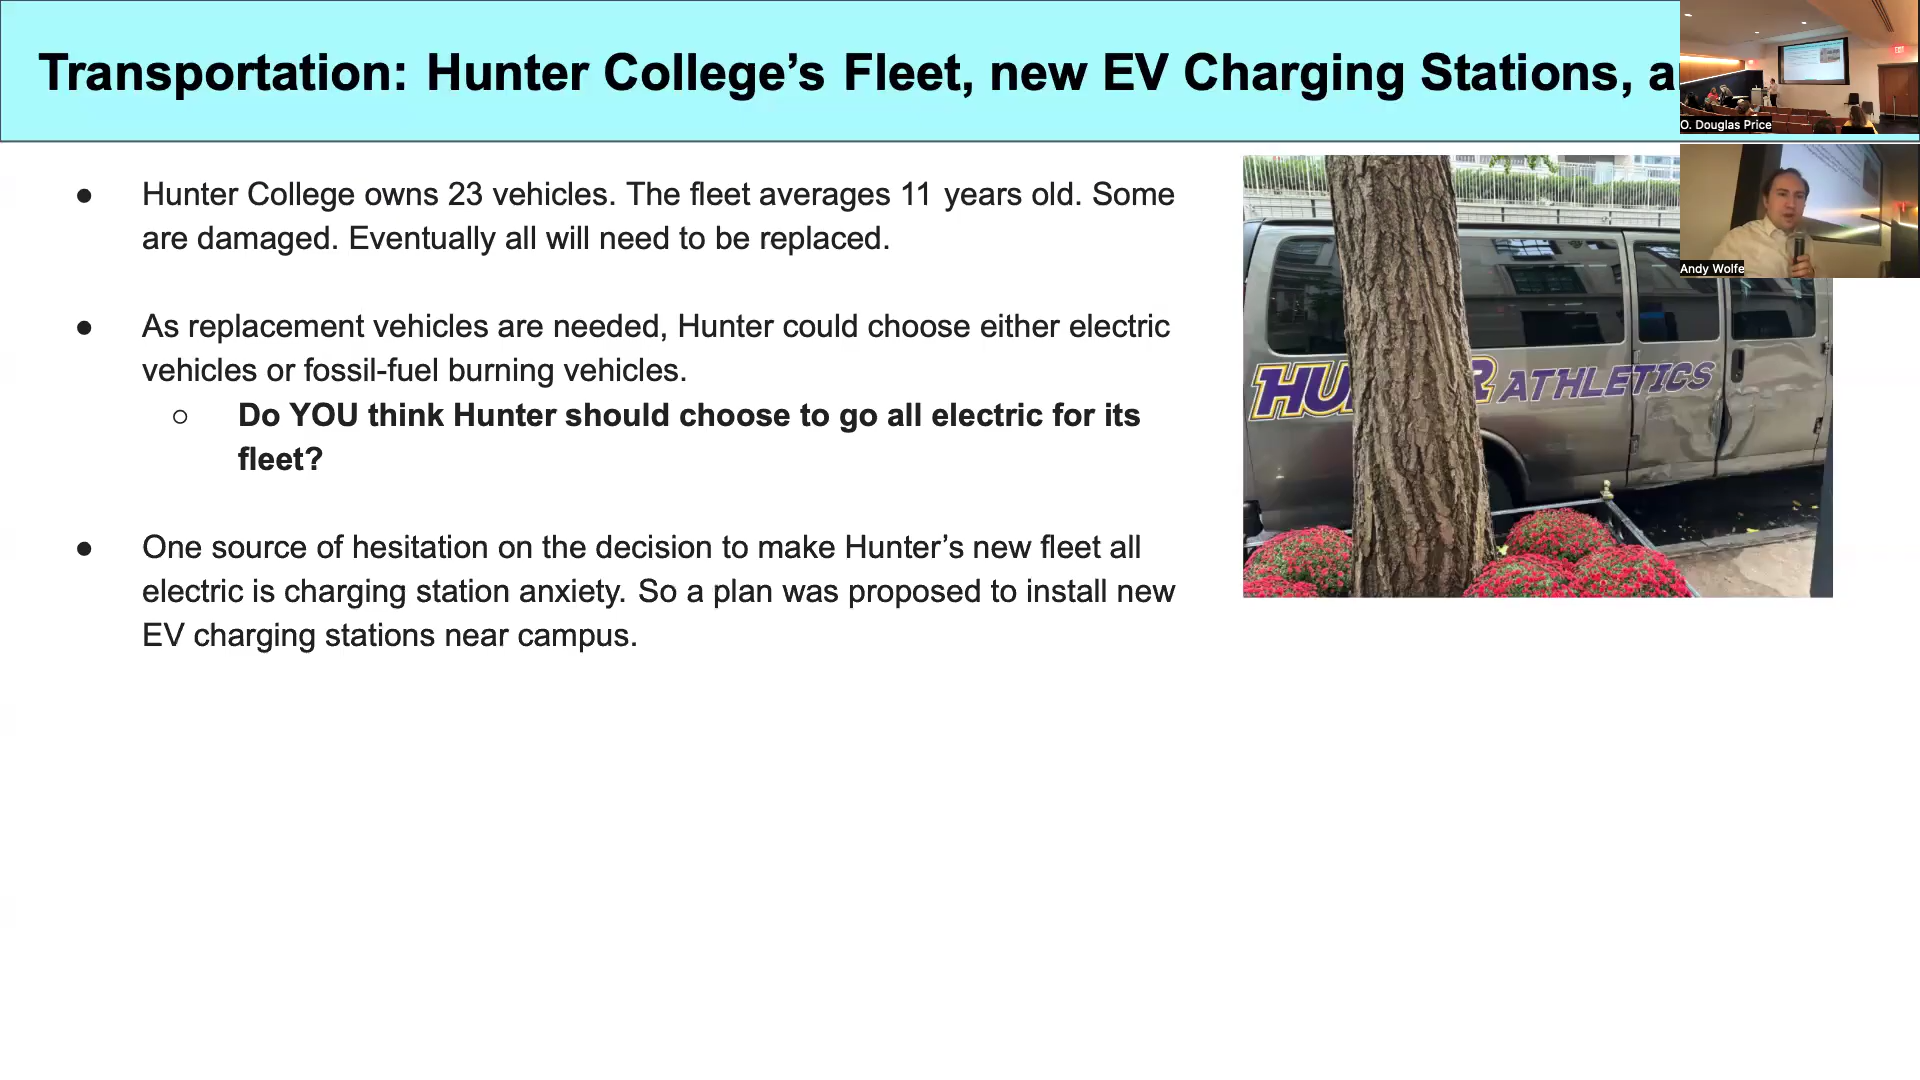 Transportation: Hunter College's Fleet, new EV Charging Stations, a
O. Douglas Price
Andy Wolfe
● Hunter College owns 23 vehicles. The fleet averages 11 years old. Some
are damaged. Eventually all will need to be replaced.
● As replacement vehicles are needed, Hunter could choose either electric
vehicles or fossil-fuel burning vehicles.
○ Do YOU think Hunter should choose to go all electric for its
fleet?
● One source of hesitation on the decision to make Hunter's new fleet all
electric is charging station anxiety. So a plan was proposed to install new
EV charging stations near campus.
HU R ATHLETICS